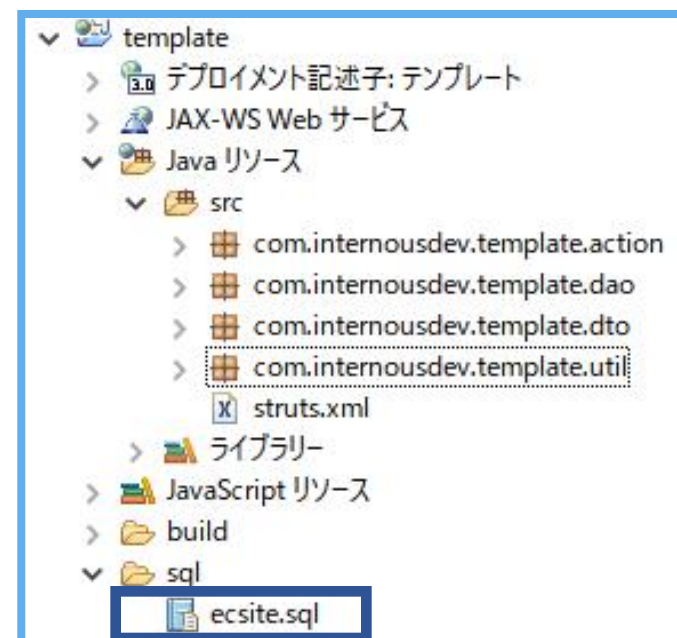 template
3.0 デプロイメント記述子: テンプレート
JAX-WS Web サービス
Java リソース
src
com.internousdev.template.action
com.internousdev.template.dao
com.internousdev.template.dto
com.internousdev.template.util
X struts.xml
ライブラリー
JavaScript リソース
build
sql
ecsite.sql